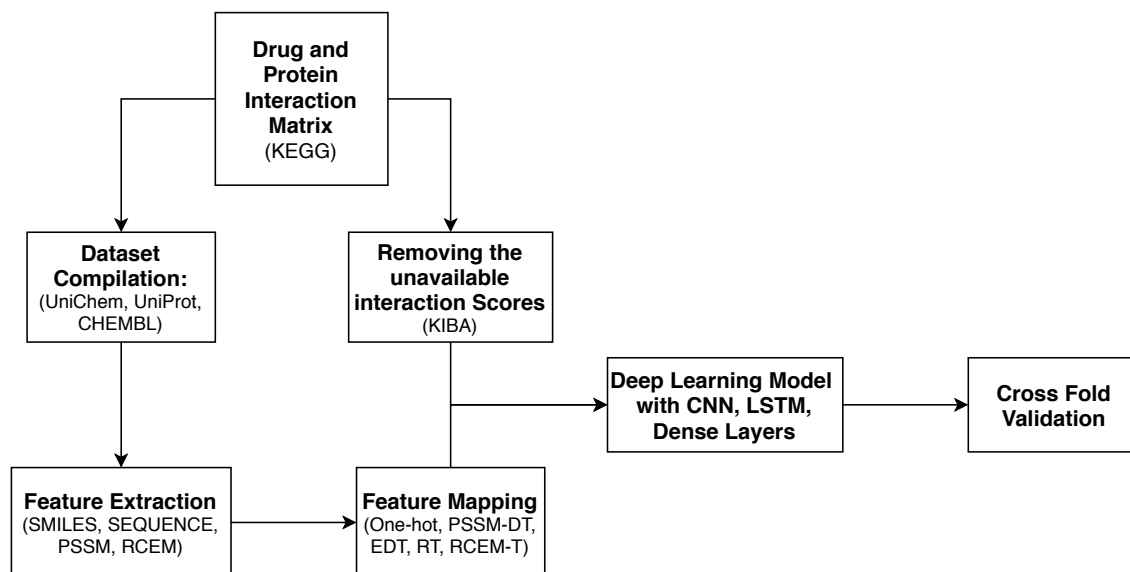 Drug and
Protein
Interaction
Matrix
(KEGG)
Dataset
Compilation:
(UniChem, UniProt,
CHEMBL)
Removing the
unavailable
interaction Scores
(KIBA)
Deep Learning Model
with CNN, LSTM,
Dense Layers
Cross Fold
Validation
Feature Extraction
(SMILES, SEQUENCE,
PSSM, RCEM)
Feature Mapping
(One-hot, PSSM-DT,
EDT, RT, RCEM-T)